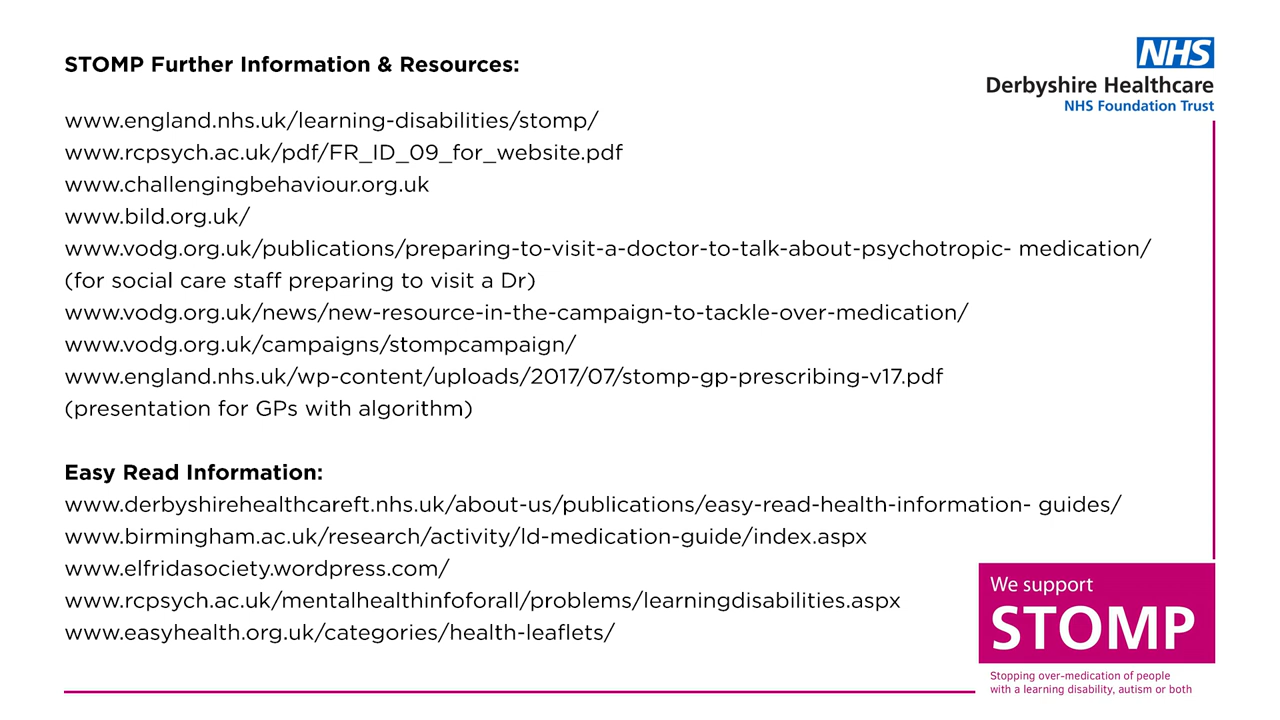 STOMP Further Information & Resources:
NHS
Derbyshire Healthcare
NHS Foundation Trust
www.england.nhs.uk/learning-disabilities/stomp/
www.rcpsych.ac.uk/pdf/FR_ID_09_for_website.pdf
www.challengingbehaviour.org.uk
www.bild.org.uk/
www.vodg.org.uk/publications/preparing-to-visit-a-doctor-to-talk-about-psychotropic- medication/
(for social care staff preparing to visit a Dr)
www.vodg.org.uk/news/new-resource-in-the-campaign-to-tackle-over-medication/
www.vodg.org.uk/campaigns/stompcampaign/
www.england.nhs.uk/wp-content/uploads/2017/07/stomp-gp-prescribing-v17.pdf
(presentation for GPs with algorithm)
Easy Read Information:
www.derbyshirehealthcareft.nhs.uk/about-us/publications/easy-read-health-information- guides/
www.birmingham.ac.uk/research/activity/ld-medication-guide/index.aspx
www.elfridasociety.wordpress.com/
www.rcpsych.ac.uk/mentalhealthinfoforall/problems/learningdisabilities.aspx
www.easyhealth.org.uk/categories/health-leaflets/
We support
STOMP
Stopping over-medication of people
with a learning disability, autism or both